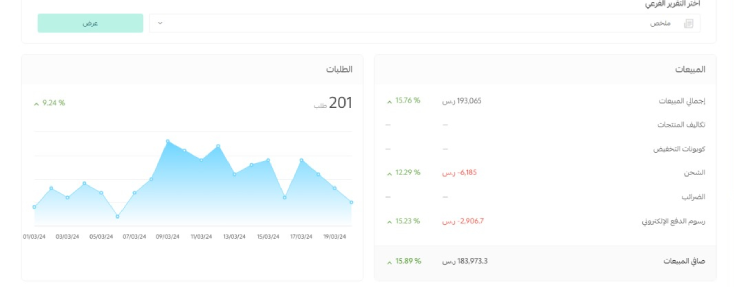 اختر التقرير الفرعي
ملخص
عرض
المبيعات
إجمالي المبيعات 193,065 ر.س 15.76 %
تكاليف المنتجات – –
كوبونات التخفيض – –
الشحن -6,185 ر.س 12.29 %
الضرائب – –
رسوم الدفع الإلكتروني -2,906.7 ر.س 15.23 %
صافي المبيعات 183,973.3 ر.س 15.89 %
الطلبات
201 طلب
9.24 %
01/03/24 03/03/24 05/03/24 07/03/24 09/03/24 11/03/24 13/03/24 15/03/24 17/03/24 19/03/24